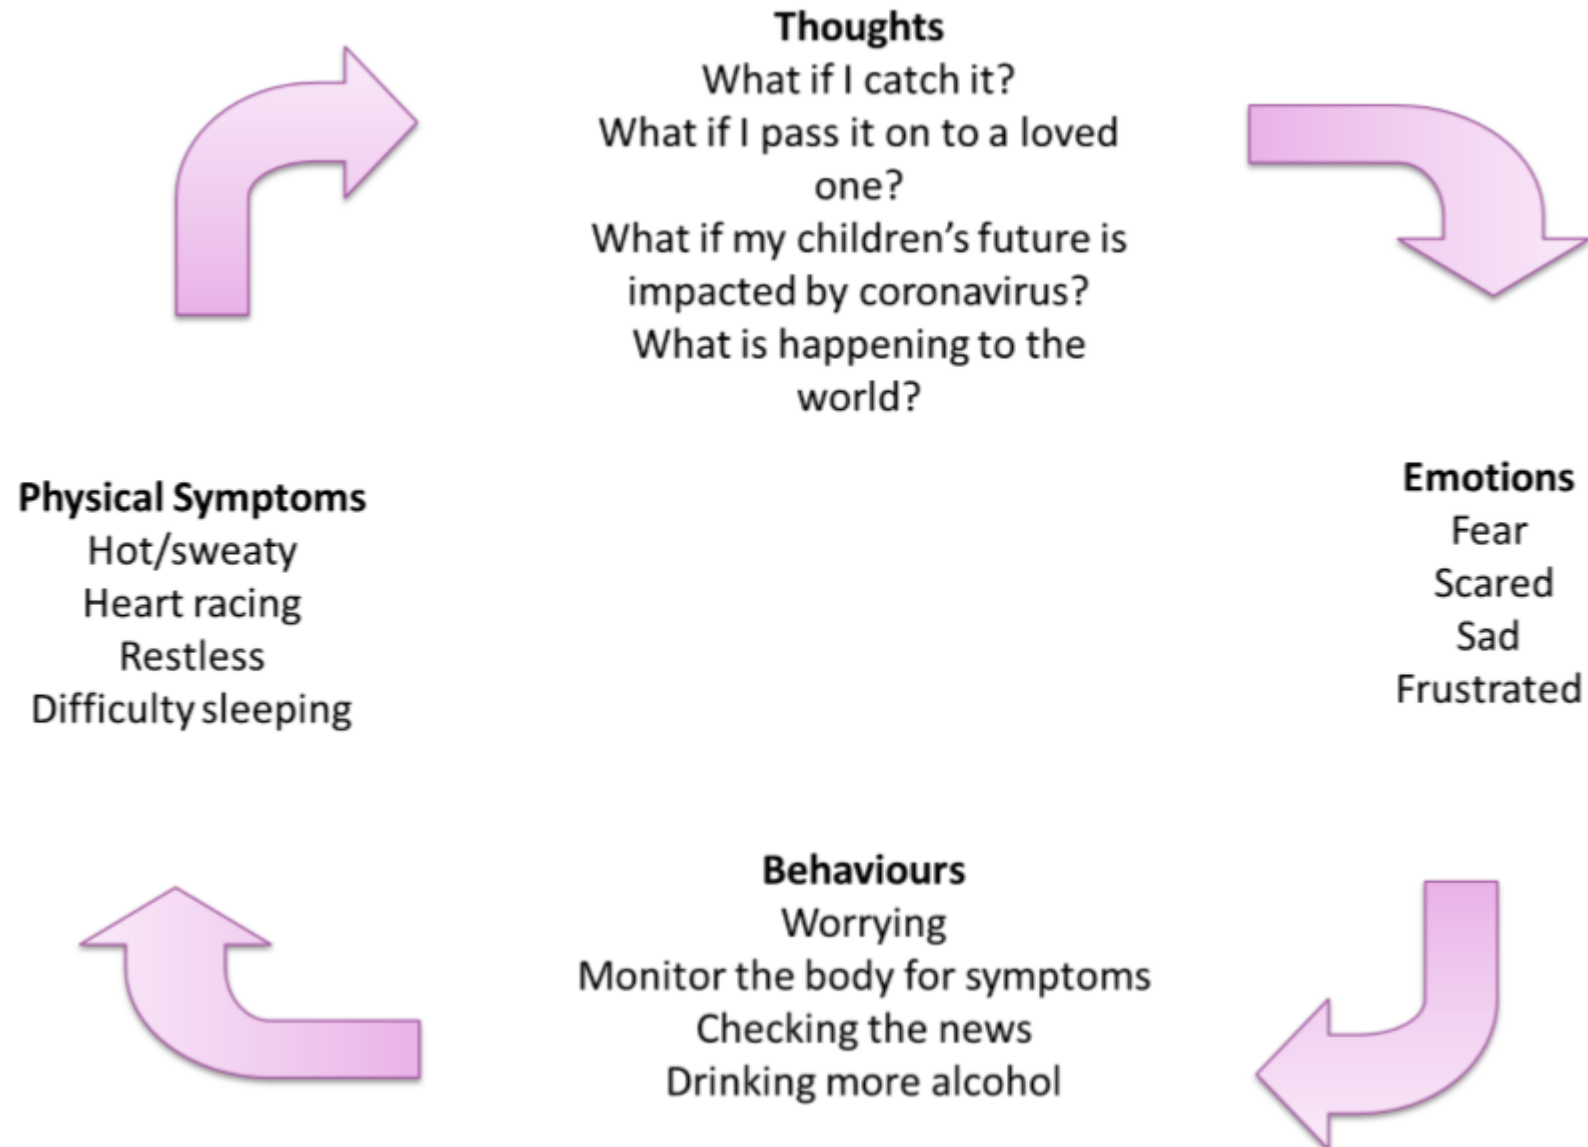 Thoughts
What if I catch it?
What if I pass it on to a loved
one?
What if my children’s future is
impacted by coronavirus?
What is happening to the
world?
Emotions
Fear
Scared
Sad
Frustrated
Behaviours
Worrying
Monitor the body for symptoms
Checking the news
Drinking more alcohol
Physical Symptoms
Hot/sweaty
Heart racing
Restless
Difficulty sleeping